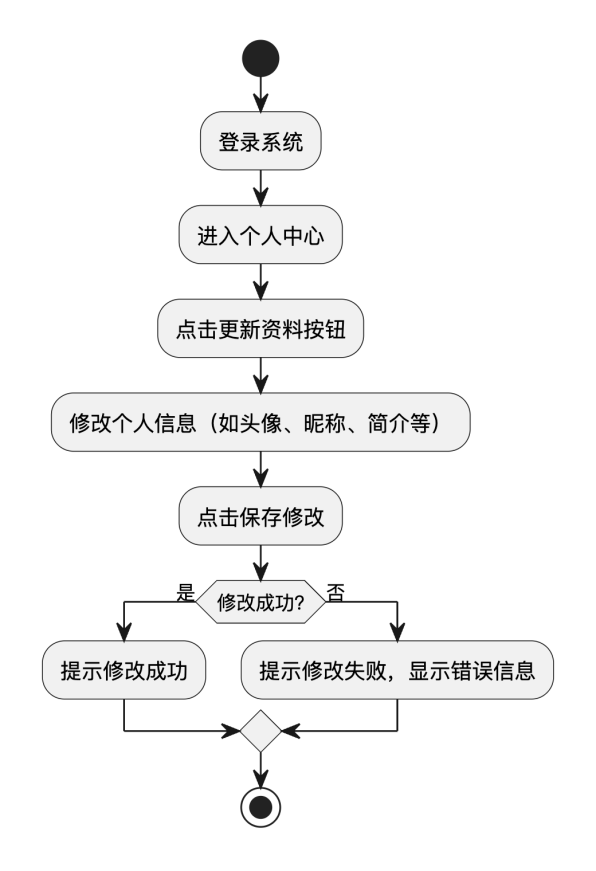 登录系统
进入个人中心
点击更新资料按钮
修改个人信息（如头像、昵称、简介等）
点击保存修改
是
修改成功?
否
提示修改成功
提示修改失败，显示错误信息